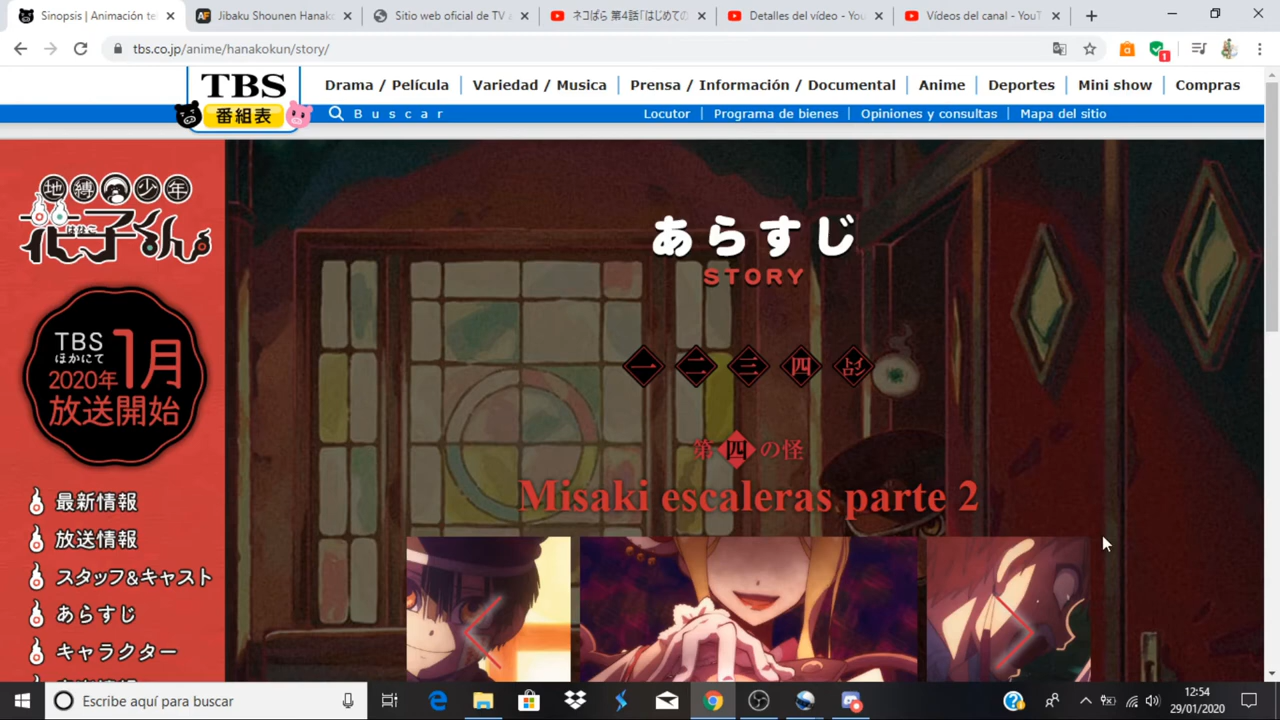 Sinopsis | Animación te
Jibaku Shounen Hanako
Sitio web oficial de TV a
ネコぱら 第4話「はじめての
Detalles del vídeo - You
Vídeos del canal - YouT
tbs.co.jp/anime/hanakokun/story/
1
TBS
番組表
Drama / Película
Variedad / Musica
Prensa / Información / Documental
Anime
Deportes
Mini show
Compras
Buscar
Locutor
Programa de bienes
Opiniones y consultas
Mapa del sitio
地縛少年
花子くん
はなこ
TBS
ほかにて
1月
2020年
放送開始
最新情報
放送情報
スタッフ&キャスト
あらすじ
キャラクター
あらすじ
STORY
一 二 三 四
第四の怪
Misaki escaleras parte 2
Escribe aquí para buscar
12:54
29/01/2020